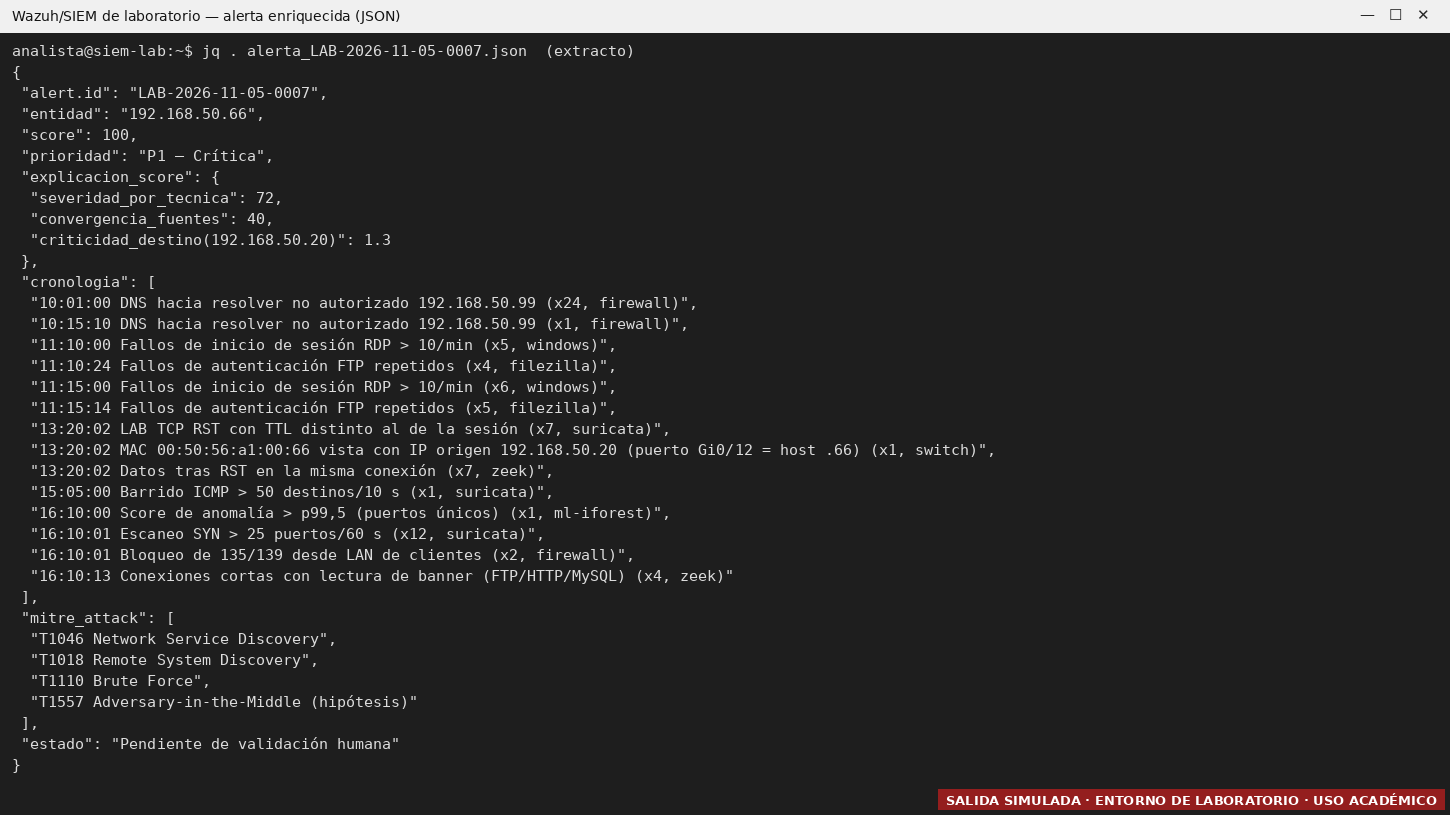 Wazuh/SIEM de laboratorio — alerta enriquecida (JSON)
analista@siem-lab:~$ jq . alerta_LAB-2026-11-05-0007.json  (extracto)
{
 "alert.id": "LAB-2026-11-05-0007",
 "entidad": "192.168.50.66",
 "score": 100,
 "prioridad": "P1 — Crítica",
 "explicacion_score": {
  "severidad_por_tecnica": 72,
  "convergencia_fuentes": 40,
  "criticidad_destino(192.168.50.20)": 1.3
 },
 "cronologia": [
  "10:01:00 DNS hacia resolver no autorizado 192.168.50.99 (x24, firewall)",
  "10:15:10 DNS hacia resolver no autorizado 192.168.50.99 (x1, firewall)",
  "11:10:00 Fallos de inicio de sesión RDP > 10/min (x5, windows)",
  "11:10:24 Fallos de autenticación FTP repetidos (x4, filezilla)",
  "11:15:00 Fallos de inicio de sesión RDP > 10/min (x6, windows)",
  "11:15:14 Fallos de autenticación FTP repetidos (x5, filezilla)",
  "13:20:02 LAB TCP RST con TTL distinto al de la sesión (x7, suricata)",
  "13:20:02 MAC 00:50:56:a1:00:66 vista con IP origen 192.168.50.20 (puerto Gi0/12 = host .66) (x1, switch)",
  "13:20:02 Datos tras RST en la misma conexión (x7, zeek)",
  "15:05:00 Barrido ICMP > 50 destinos/10 s (x1, suricata)",
  "16:10:00 Score de anomalía > p99,5 (puertos únicos) (x1, ml-iforest)",
  "16:10:01 Escaneo SYN > 25 puertos/60 s (x12, suricata)",
  "16:10:01 Bloqueo de 135/139 desde LAN de clientes (x2, firewall)",
  "16:10:13 Conexiones cortas con lectura de banner (FTP/HTTP/MySQL) (x4, zeek)"
 ],
 "mitre_attack": [
  "T1046 Network Service Discovery",
  "T1018 Remote System Discovery",
  "T1110 Brute Force",
  "T1557 Adversary-in-the-Middle (hipótesis)"
 ],
 "estado": "Pendiente de validación humana"
}
SALIDA SIMULADA · ENTORNO DE LABORATORIO · USO ACADÉMICO